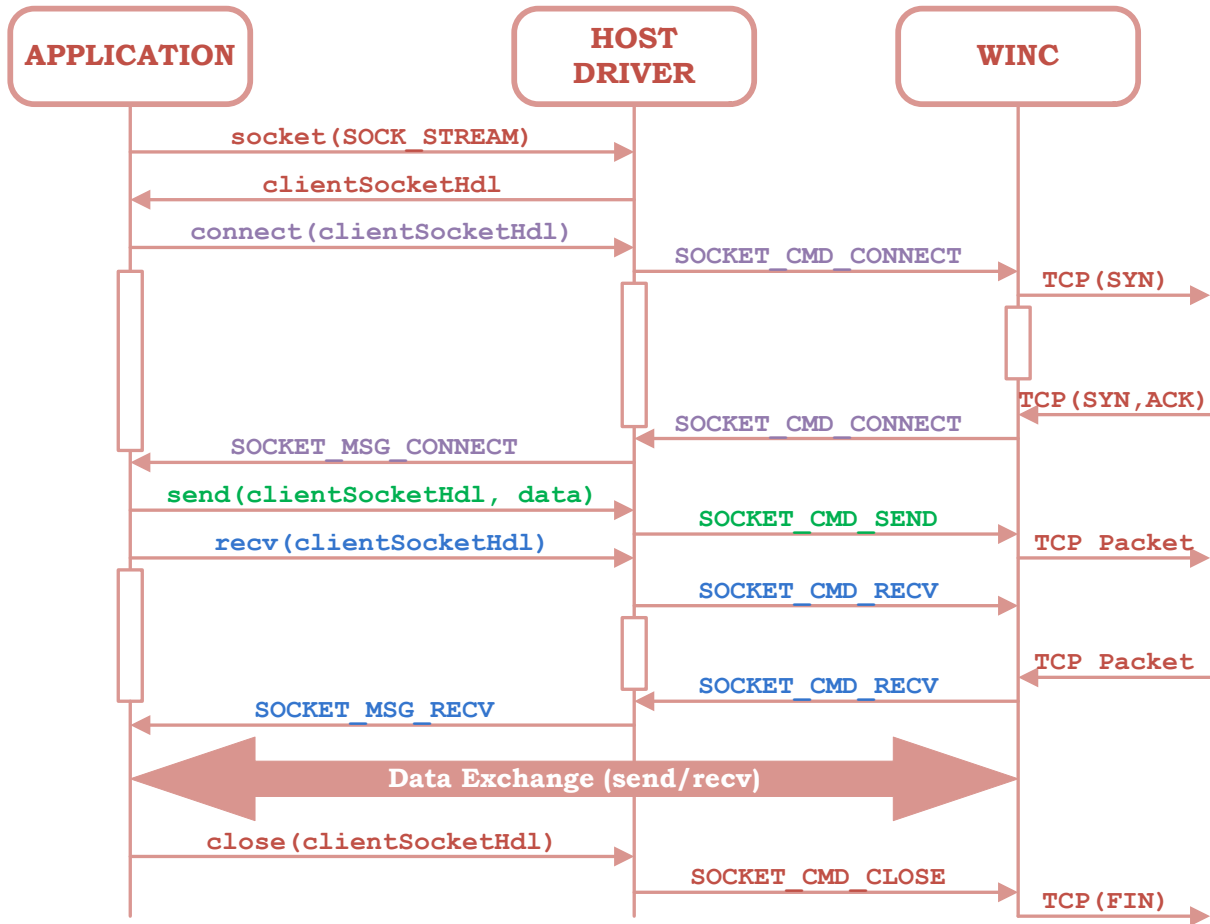 APPLICATION
HOST
DRIVER
WINC
socket(SOCK_STREAM)
clientSocketHdl
connect(clientSocketHdl)
SOCKET_CMD_CONNECT
TCP(SYN)
TCP(SYN,ACK)
SOCKET_CMD_CONNECT
SOCKET_MSG_CONNECT
send(clientSocketHdl, data)
SOCKET_CMD_SEND
recv(clientSocketHdl)
TCP Packet
SOCKET_CMD_RECV
TCP Packet
SOCKET_CMD_RECV
SOCKET_MSG_RECV
Data Exchange (send/recv)
close(clientSocketHdl)
SOCKET_CMD_CLOSE
TCP(FIN)